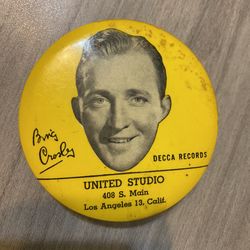 Bing
Crosby
DECCA RECORDS
UNITED STUDIO
408 S. Main
Los Angeles 13, Calif.